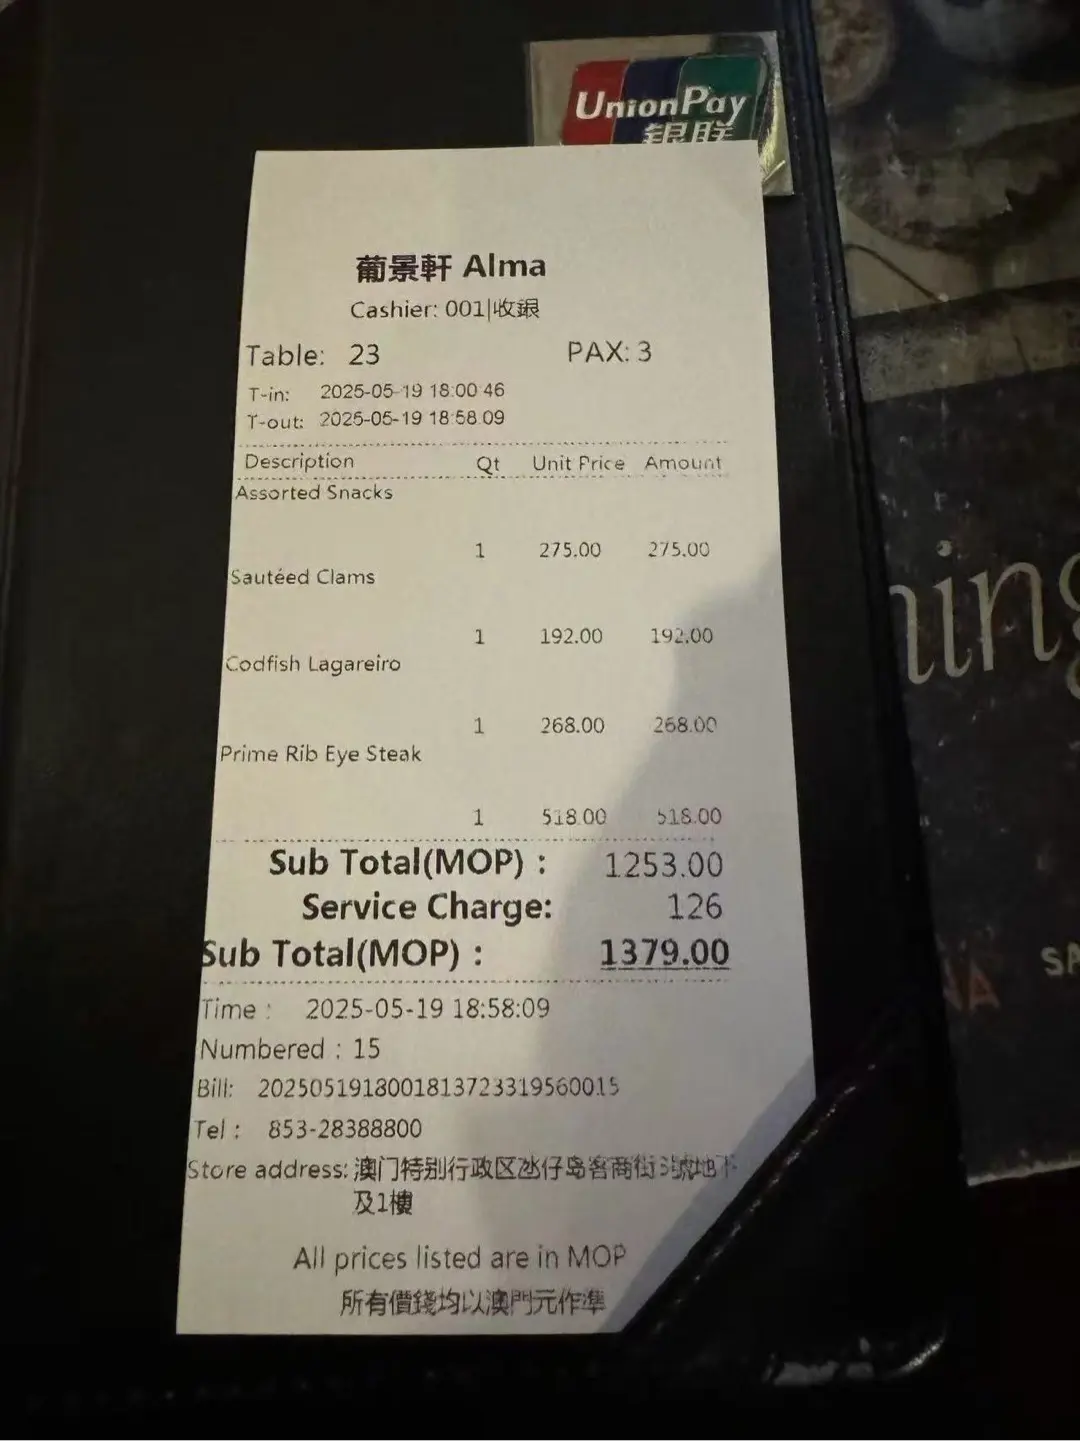 UnionPay
银联
葡景軒 Alma
Cashier: 001|收銀
Table: 23 PAX: 3
T-in: 2025-05-19 18:00:46
T-out: 2025-05-19 18:58:09
Description Qt Unit Price Amount
Assorted Snacks
1 275.00 275.00
Sautéed Clams
1 192.00 192.00
Codfish Lagareiro
1 268.00 268.00
Prime Rib Eye Steak
1 518.00 518.00
Sub Total(MOP) : 1253.00
Service Charge: 126
Sub Total(MOP) : 1379.00
Time : 2025-05-19 18:58:09
Numbered : 15
Bill: 2025051918001813723319560015
Tel : 853-28388800
Store address: 澳门特别行政区氹仔岛客商街 號地下
及1樓
All prices listed are in MOP
所有價錢均以澳門元作準